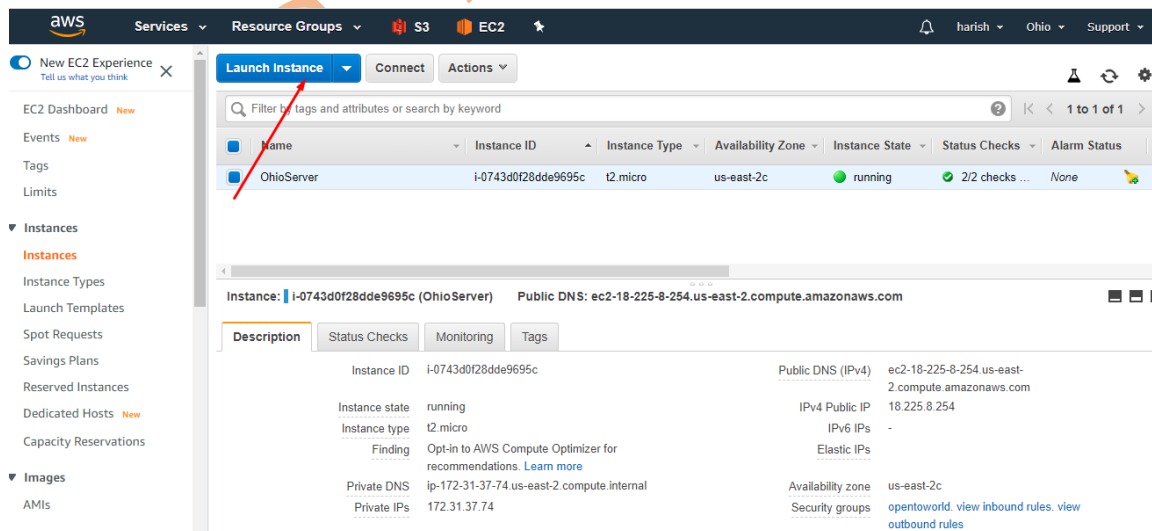 aws Services Resource Groups S3 EC2 harish Ohio Support
New EC2 Experience
Tell us what you think
Launch Instance Connect Actions
EC2 Dashboard New
Filter by tags and attributes or search by keyword 1 to 1 of 1
Events New
Tags
Limits
Name Instance ID Instance Type Availability Zone Instance State Status Checks Alarm Status
OhioServer i-0743d0f28dde9695c t2.micro us-east-2c running 2/2 checks ... None
Instances
Instances
Instance Types
Launch Templates
Spot Requests
Savings Plans
Reserved Instances
Dedicated Hosts New
Capacity Reservations
Images
AMIs
Instance: i-0743d0f28dde9695c (OhioServer) Public DNS: ec2-18-225-8-254.us-east-2.compute.amazonaws.com
Description Status Checks Monitoring Tags
Instance ID i-0743d0f28dde9695c
Instance state running
Instance type t2.micro
Finding Opt-in to AWS Compute Optimizer for
recommendations. Learn more
Private DNS ip-172-31-37-74.us-east-2.compute.internal
Private IPs 172.31.37.74
Public DNS (IPv4) ec2-18-225-8-254.us-east-
2.compute.amazonaws.com
IPv4 Public IP 18.225.8.254
IPv6 IPs -
Elastic IPs
Availability zone us-east-2c
Security groups opentoworld. view inbound rules. view
outbound rules